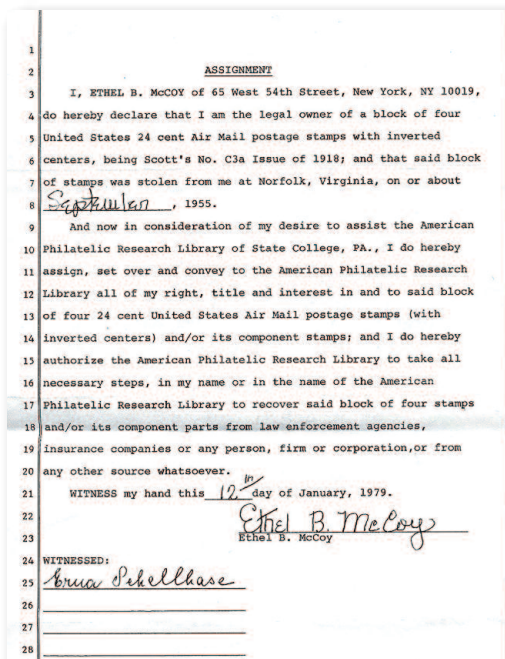 1
2 ASSIGNMENT
3 I, ETHEL B. McCOY of 65 West 54th Street, New York, NY 10019,
4 do hereby declare that I am the legal owner of a block of four
5 United States 24 cent Air Mail postage stamps with inverted
6 centers, being Scott's No. C3a Issue of 1918; and that said block
7 of stamps was stolen from me at Norfolk, Virginia, on or about
8 September, 1955.
9 And now in consideration of my desire to assist the American
10 Philatelic Research Library of State College, PA., I do hereby
11 assign, set over and convey to the American Philatelic Research
12 Library all of my right, title and interest in and to said block
13 of four 24 cent United States Air Mail postage stamps (with
14 inverted centers) and/or its component stamps; and I do hereby
15 authorize the American Philatelic Research Library to take all
16 necessary steps, in my name or in the name of the American
17 Philatelic Research Library to recover said block of four stamps
18 and/or its component parts from law enforcement agencies,
19 insurance companies or any person, firm or corporation,or from
20 any other source whatsoever.
21 WITNESS my hand this 12th day of January, 1979.
22 Ethel B. McCoy
23 Ethel B. McCoy
24 WITNESSED:
25 Erna Schellhase
26
27
28